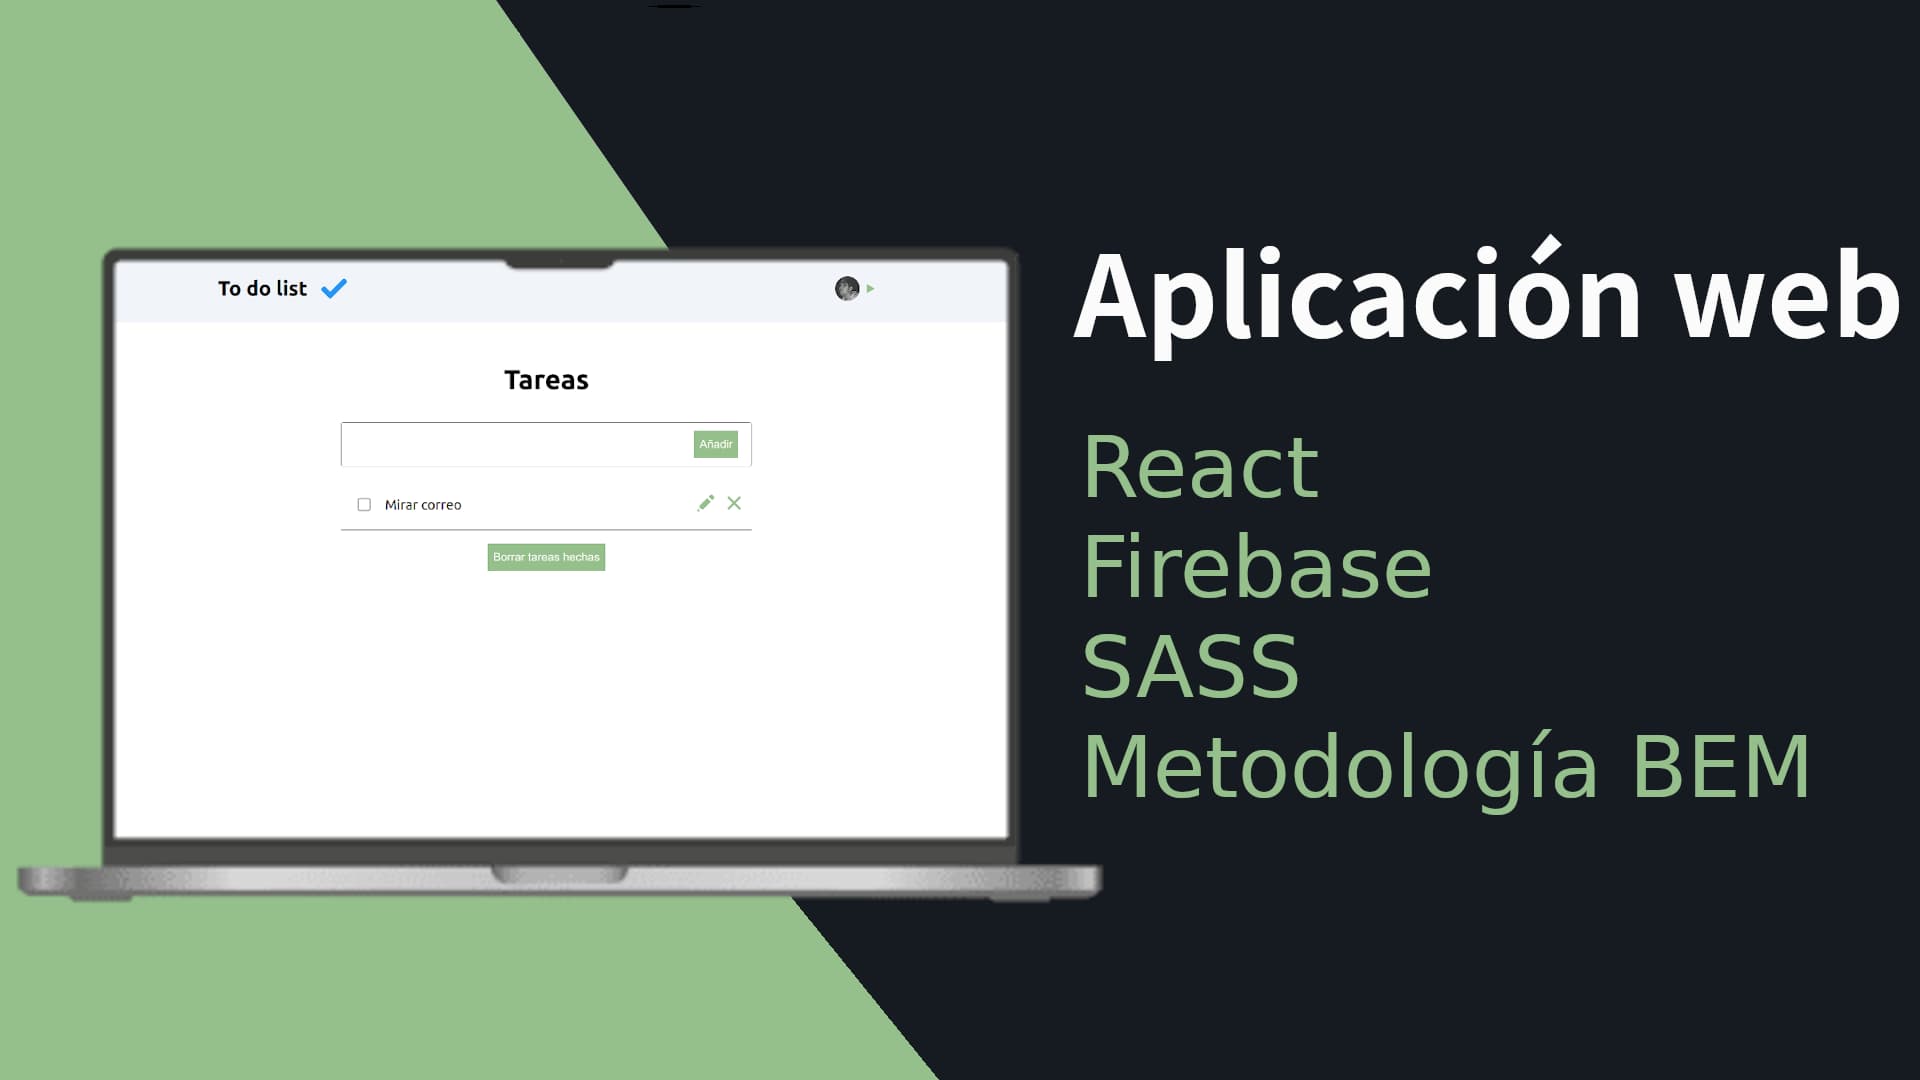 To do list
Tareas
Añadir
Mirar correo
Borrar tareas hechas
Aplicación web
React
Firebase
SASS
Metodología BEM